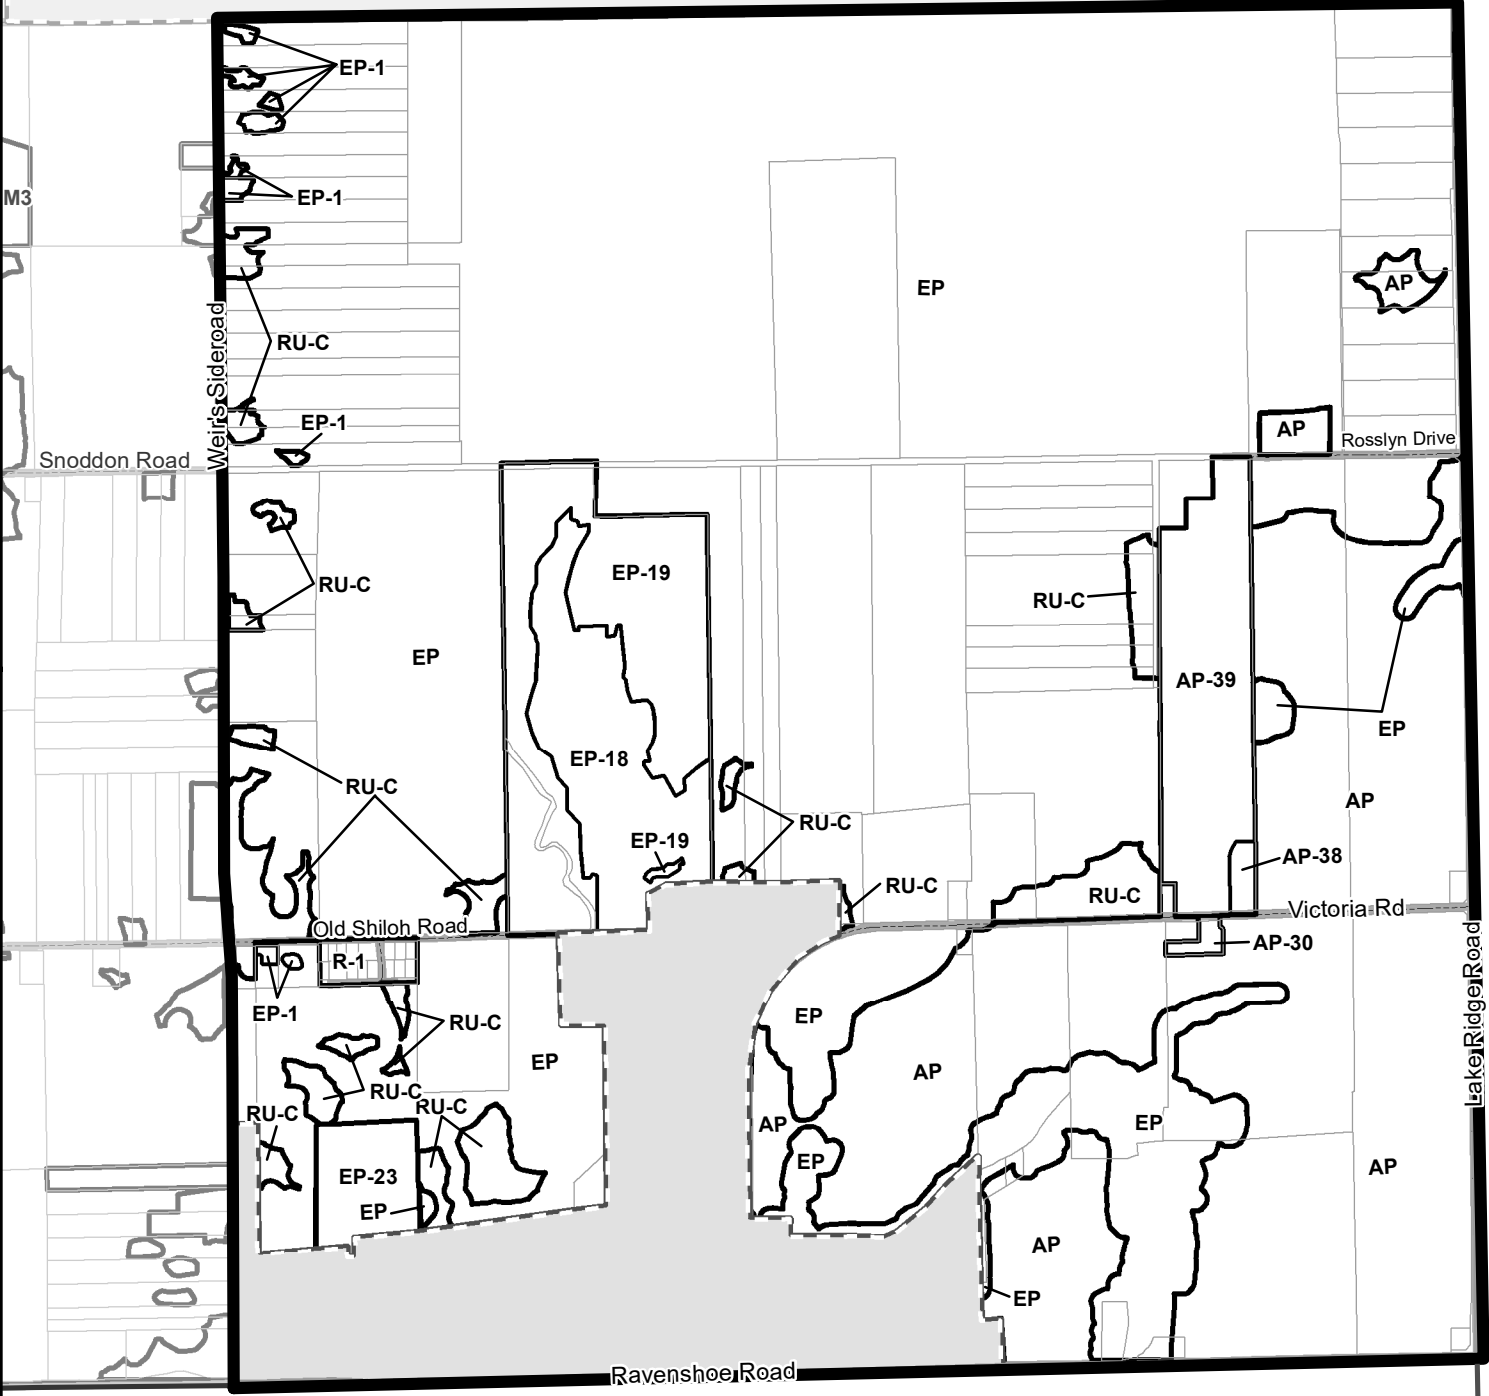 EP-1
M3
EP-1
EP
AP
Weir's Sideroad
RU-C
EP-1
AP
Rosslyn Drive
Snoddon Road
EP-19
RU-C
RU-C
EP
AP-39
EP
EP-18
RU-C
AP
RU-C
EP-19
AP-38
RU-C
RU-C
Victoria Rd
Old Shiloh Road
AP-30
R-1
EP-1
EP
RU-C
Lake Ridge Road
EP
AP
RU-C
RU-C
RU-C
AP
EP
EP
EP-23
AP
EP
AP
EP
Ravenshoe Road